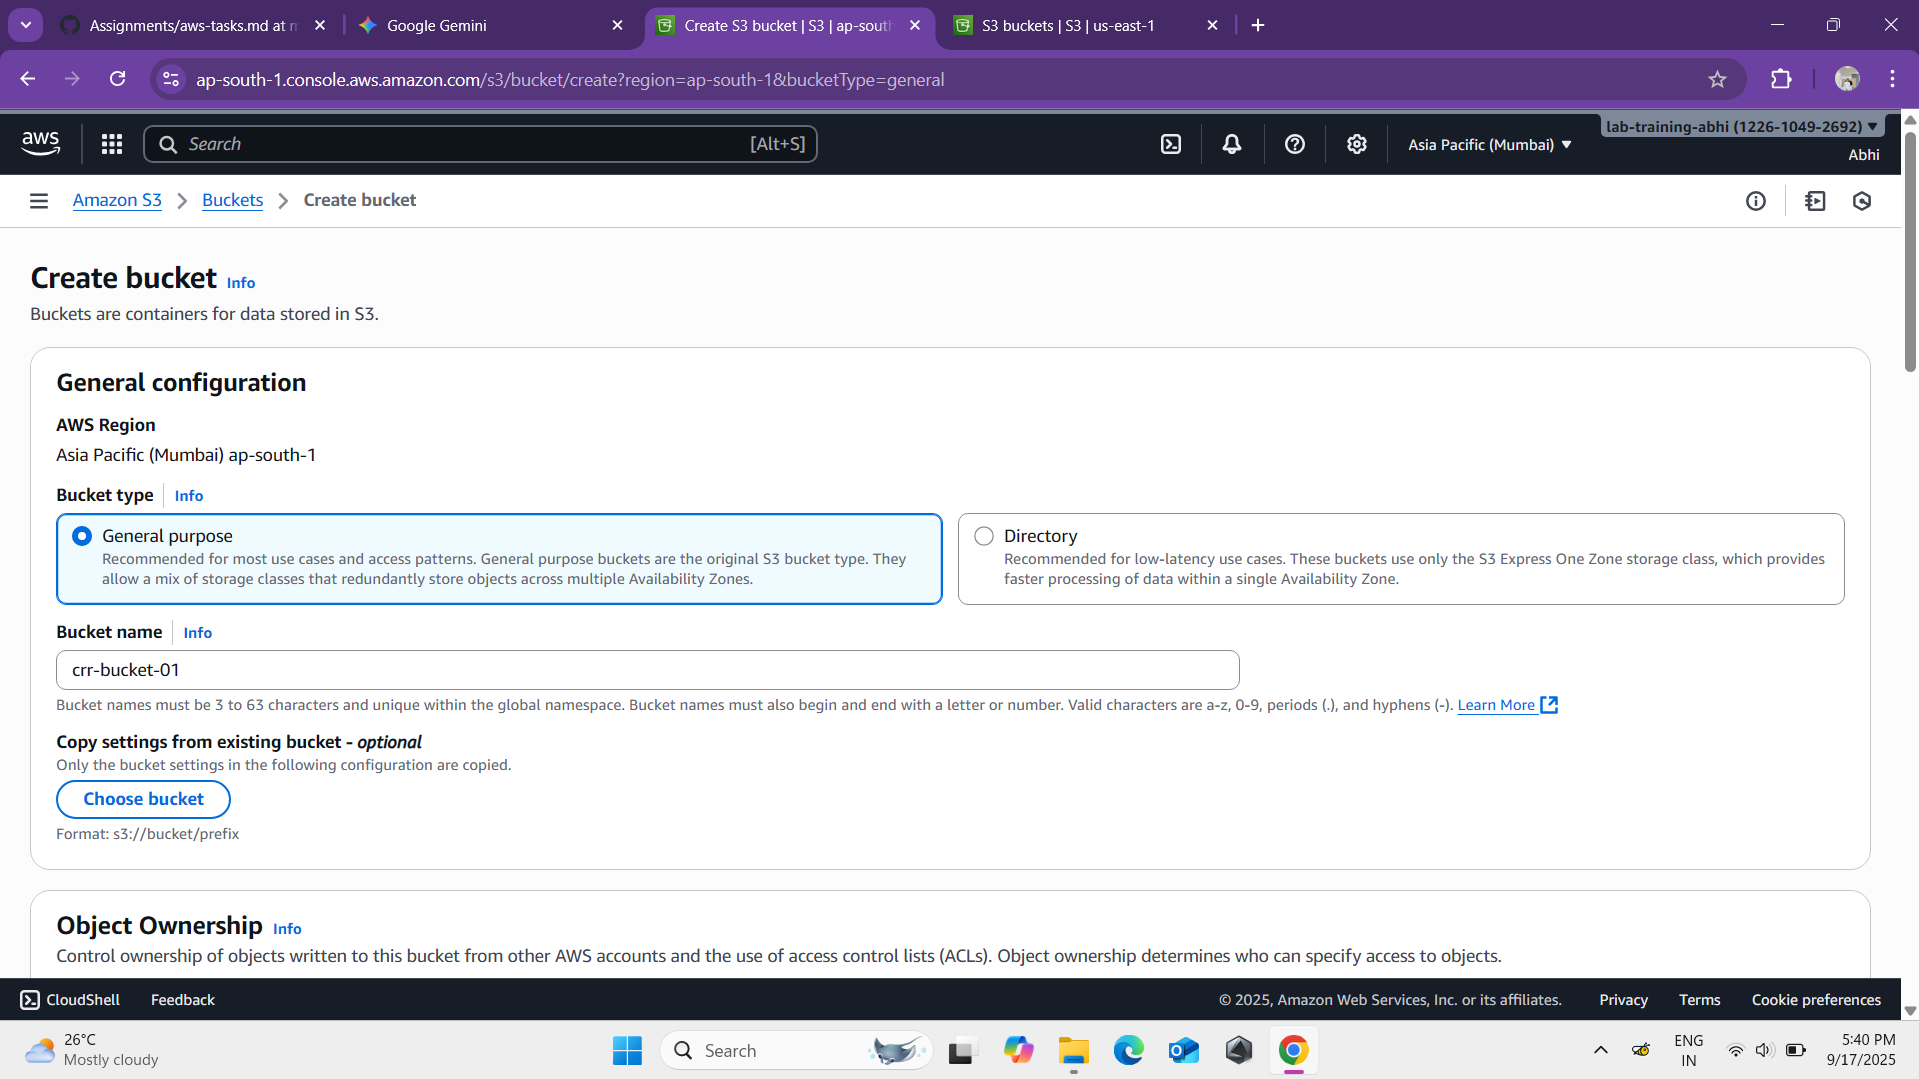 Assignments/aws-tasks.md at m
Google Gemini
Create S3 bucket | S3 | ap-sout
S3 buckets | S3 | us-east-1
ap-south-1.console.aws.amazon.com/s3/bucket/create?region=ap-south-1&bucketType=general
aws
Search
[Alt+S]
Asia Pacific (Mumbai)
lab-training-abhi (1226-1049-2692)
Abhi
Amazon S3
Buckets
Create bucket
Create bucket Info
Buckets are containers for data stored in S3.
General configuration
AWS Region
Asia Pacific (Mumbai) ap-south-1
Bucket type Info
General purpose
Recommended for most use cases and access patterns. General purpose buckets are the original S3 bucket type. They
allow a mix of storage classes that redundantly store objects across multiple Availability Zones.
Directory
Recommended for low-latency use cases. These buckets use only the S3 Express One Zone storage class, which provides
faster processing of data within a single Availability Zone.
Bucket name Info
crr-bucket-01
Bucket names must be 3 to 63 characters and unique within the global namespace. Bucket names must also begin and end with a letter or number. Valid characters are a-z, 0-9, periods (.), and hyphens (-). Learn More
Copy settings from existing bucket - optional
Only the bucket settings in the following configuration are copied.
Choose bucket
Format: s3://bucket/prefix
Object Ownership Info
Control ownership of objects written to this bucket from other AWS accounts and the use of access control lists (ACLs). Object ownership determines who can specify access to objects.
CloudShell
Feedback
© 2025, Amazon Web Services, Inc. or its affiliates.
Privacy
Terms
Cookie preferences
26°C
Mostly cloudy
Search
ENG
IN
5:40 PM
9/17/2025